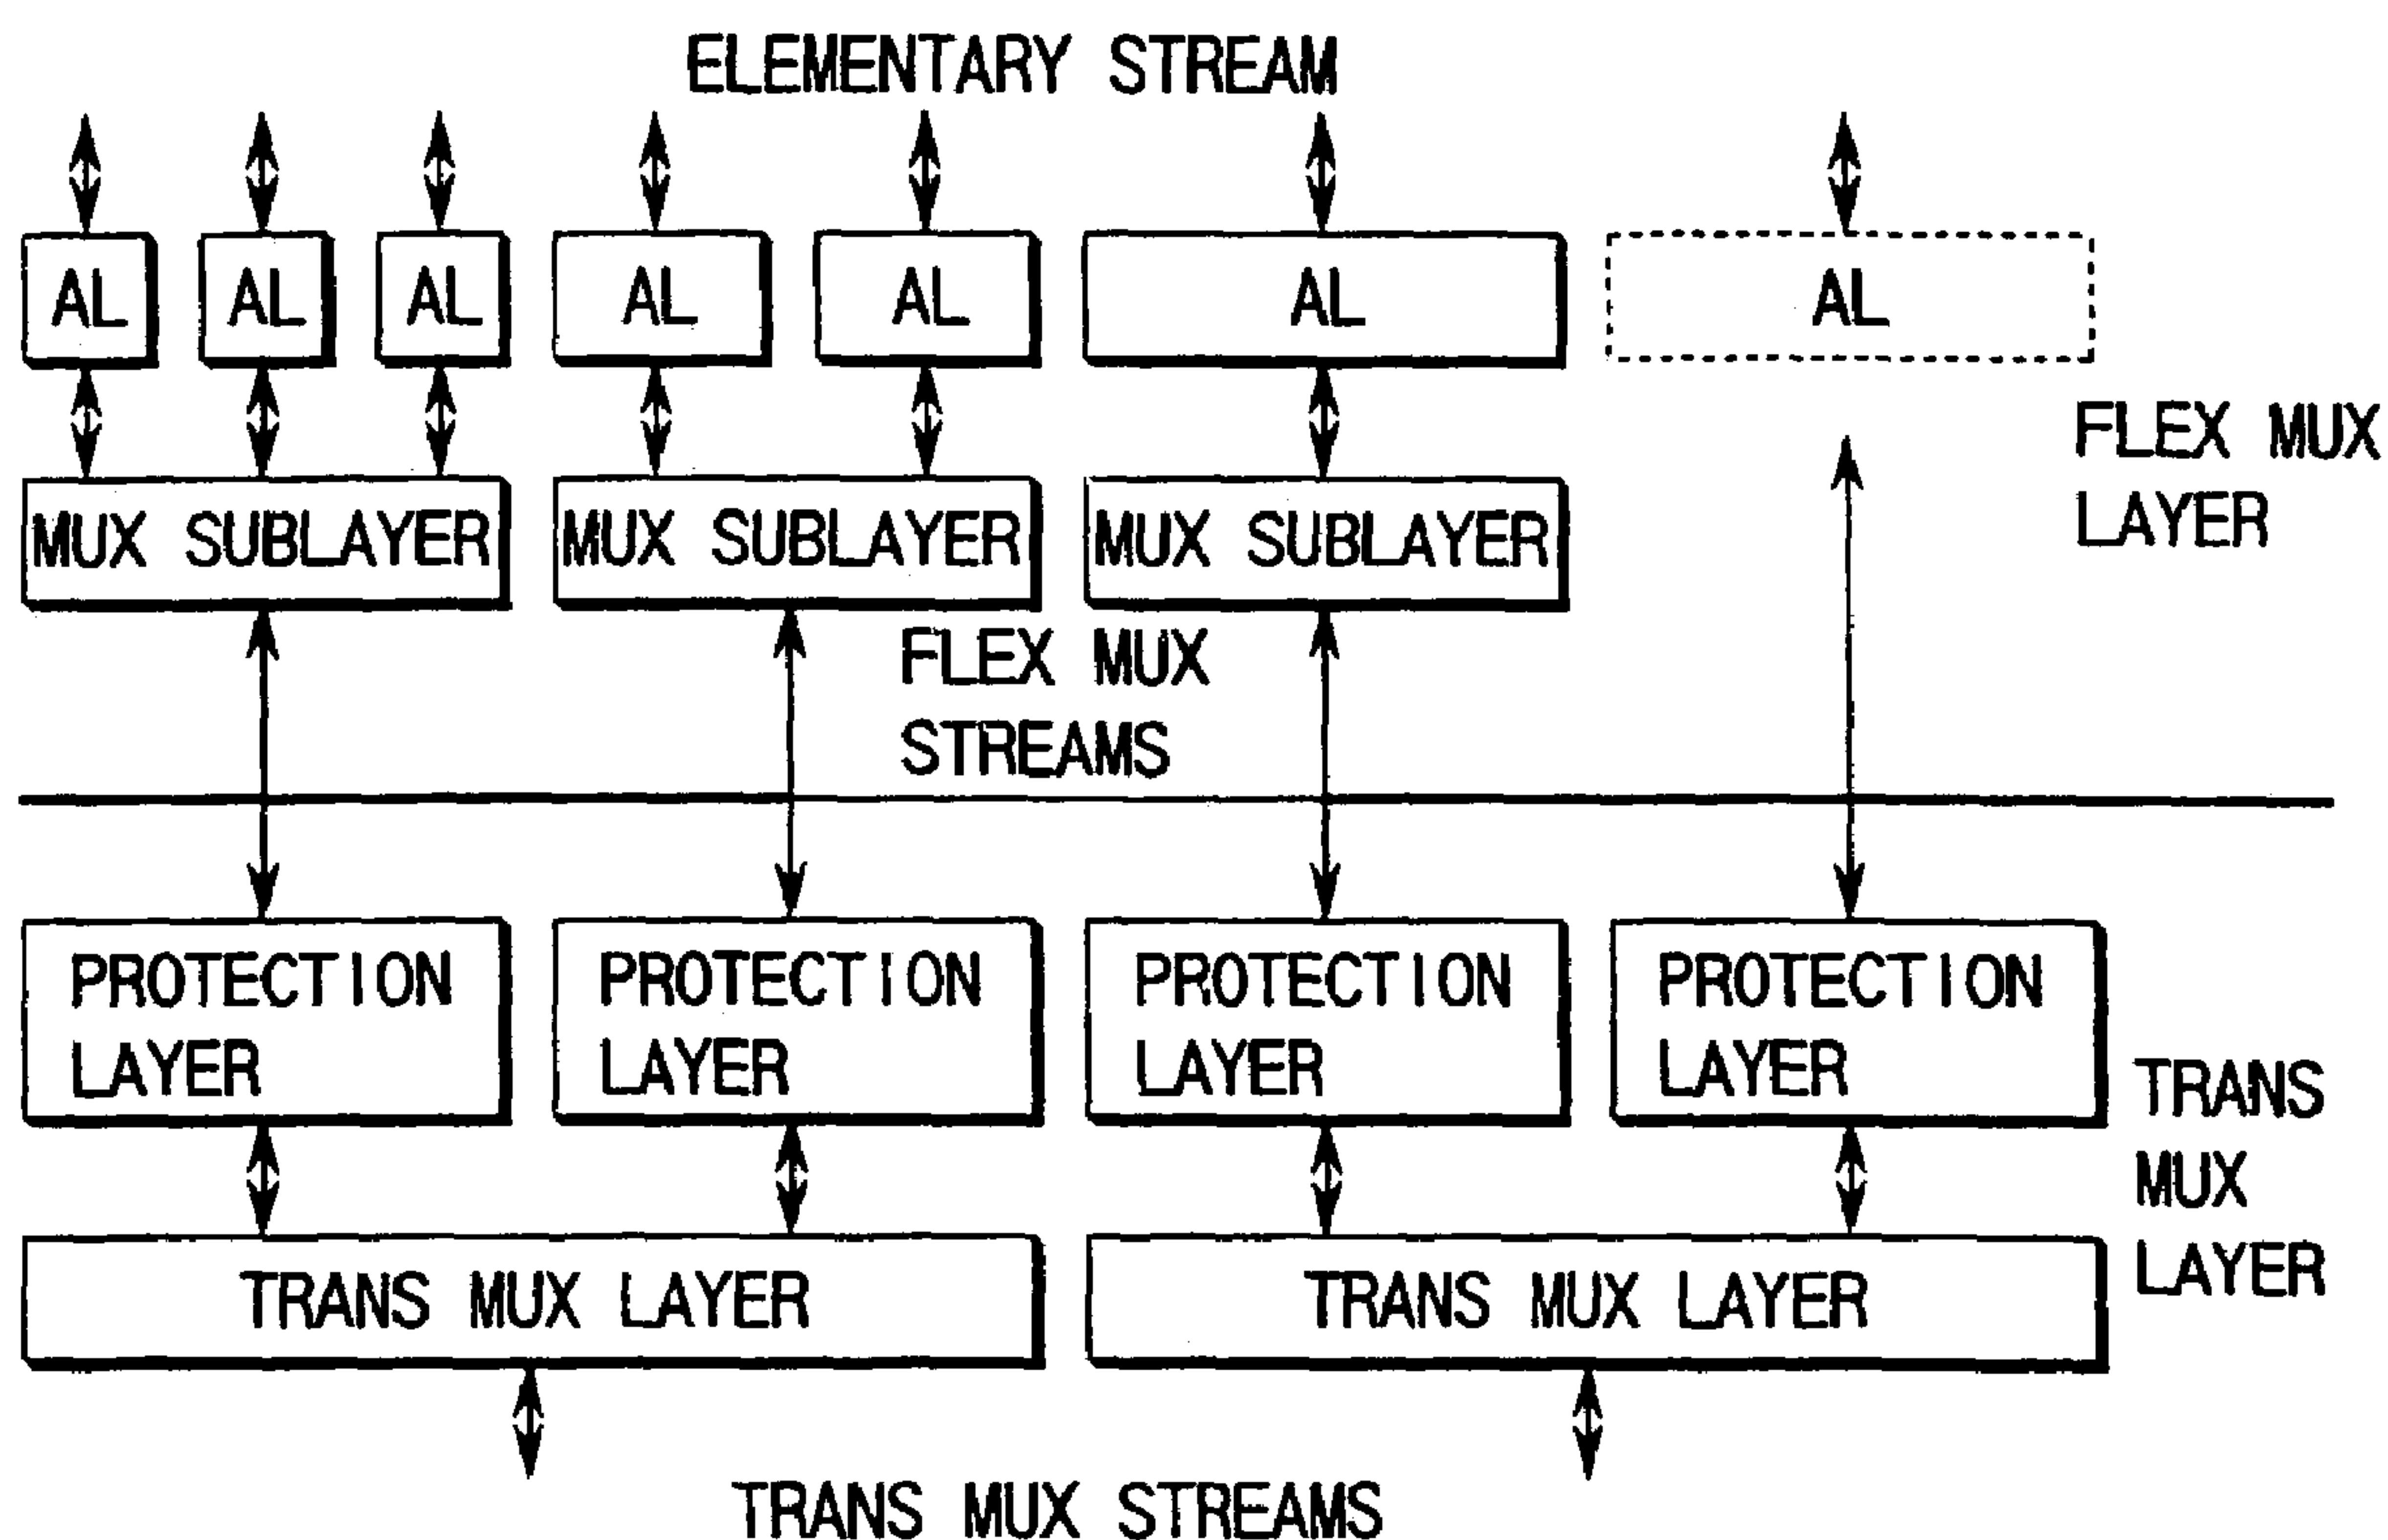 ELEMENTARY STREAM
AL AL AL AL AL AL AL
FLEX MUX
LAYER
MUX SUBLAYER MUX SUBLAYER MUX SUBLAYER
FLEX MUX
STREAMS
PROTECTION
LAYER
PROTECTION
LAYER
PROTECTION
LAYER
PROTECTION
LAYER
TRANS
MUX
LAYER
TRANS MUX LAYER TRANS MUX LAYER
TRANS MUX STREAMS